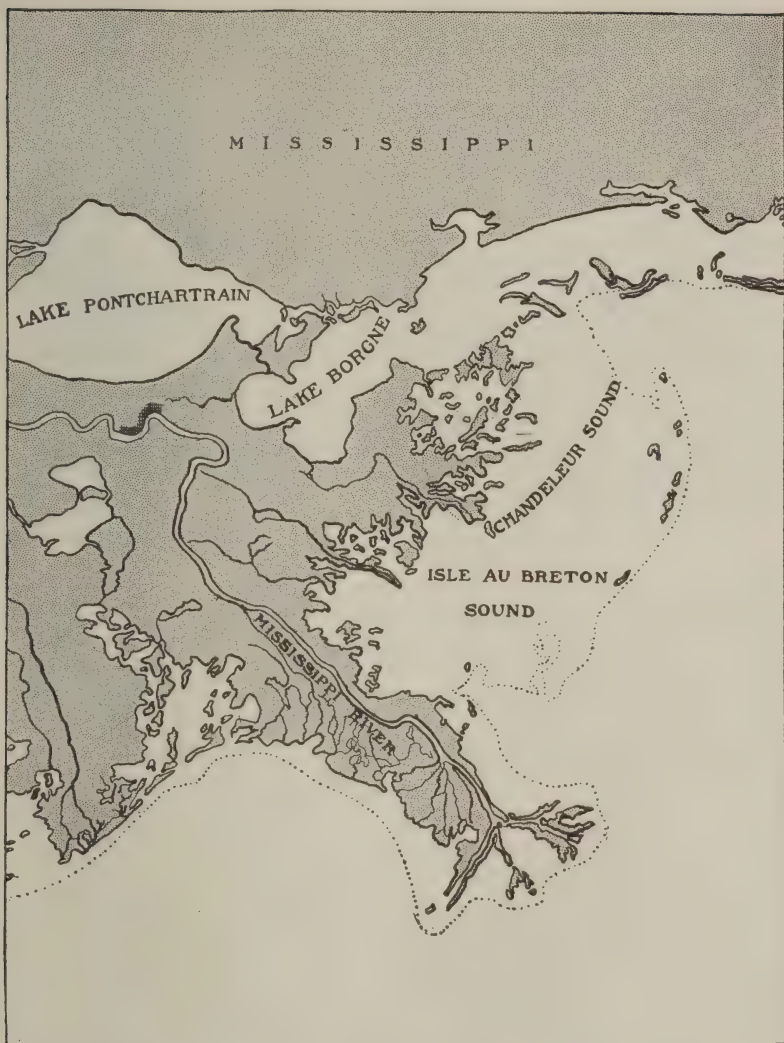 MISSISSIPPI
LAKE PONTCHARTRAIN
LAKE BORGNE
CHANDELEUR SOUND
ISLE AU BRETON
SOUND
MISSISSIPPI
RIVER